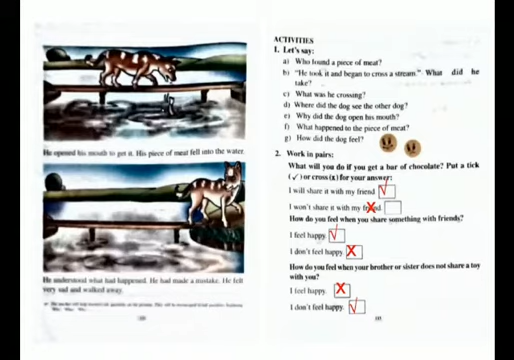 He opened his mouth to get it. His piece of meat fell into the water.
He understood what had happened. He had made a mistake. He felt
very sad and walked away.
ACTIVITIES
1. Let's say:
a) Who found a piece of meat?
b) "He took it and began to cross a stream." What did he
take?
c) What was he crossing?
d) Where did the dog see the other dog?
e) Why did the dog open his mouth?
f) What happened to the piece of meat?
g) How did the dog feel?
2. Work in pairs:
What will you do if you get a bar of chocolate? Put a tick
(✓) or cross (x) for your answer:
I will share it with my friend ✓
I won't share it with my friend. X
How do you feel when you share something with friends?
I feel happy. ✓
I don't feel happy. X
How do you feel when your brother or sister does not share a toy
with you?
I feel happy. X
I don't feel happy. ✓